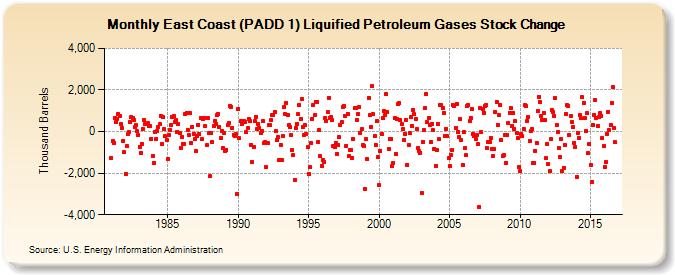 Monthly East Coast (PADD 1) Liquified Petroleum Gases Stock Change
Thousand Barrels
4,000
2,000
0
-2,000
-4,000
1985 1990 1995 2000 2005 2010 2015
Source: U.S. Energy Information Administration